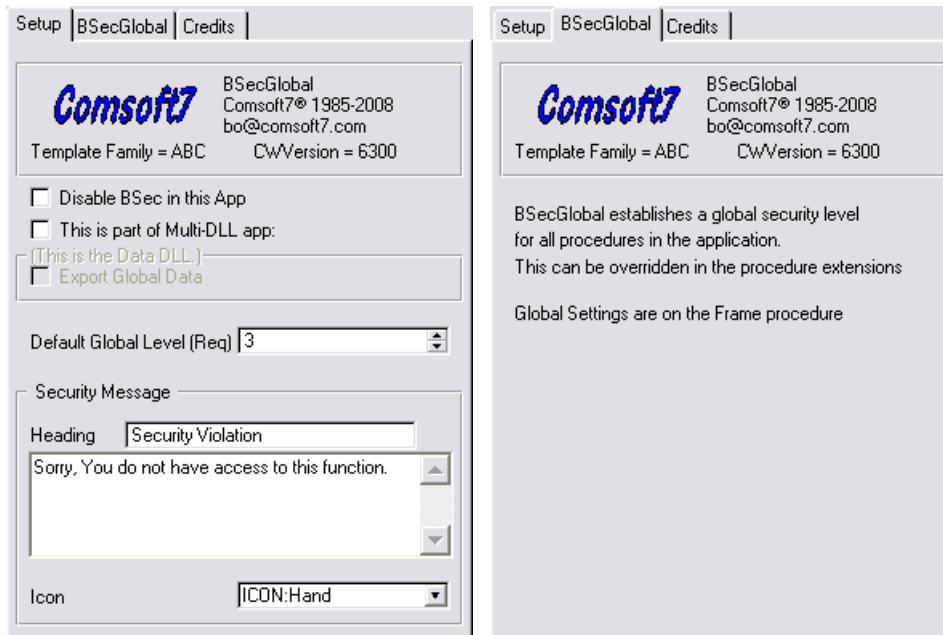 Setup BSecGlobal Credits
Comsoft7
BSecGlobal
Comsoft7® 1985-2008
bo@comsoft7.com
Template Family = ABC CWVersion = 6300
Disable BSec in this App
This is part of Multi-DLL app:
(This is the Data DLL.)
Export Global Data
Default Global Level (Req) 3
Security Message
Heading Security Violation
Sorry, You do not have access to this function.
Icon ICON:Hand
Setup BSecGlobal Credits
Comsoft7
BSecGlobal
Comsoft7® 1985-2008
bo@comsoft7.com
Template Family = ABC CWVersion = 6300
BSecGlobal establishes a global security level
for all procedures in the application.
This can be overridden in the procedure extensions
Global Settings are on the Frame procedure